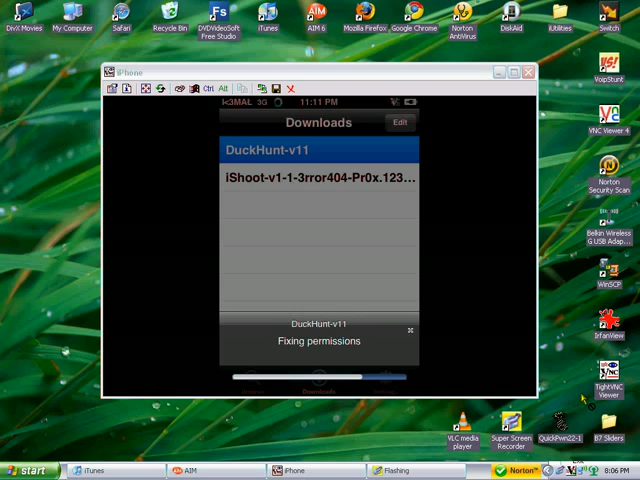 DivX Movies
My Computer
Safari
Recycle Bin
DVDVideoSoft
Free Studio
iTunes
AIM 6
Mozilla Firefox
Google Chrome
Norton
AntiVirus
DiskAid
iUtilities
Switch
VoipStunt
VNC Viewer 4
Norton
Security Scan
Belkin Wireless
G USB Adap...
WinSCP
IrfanView
TightVNC
Viewer
iPhone
Ctrl Alt
3G 11:11 PM
Downloads
Edit
DuckHunt-v11
iShoot-v1-1-3rror404-Pr0x.123...
DuckHunt-v11
Fixing permissions
Downloads
VLC media
player
Super Screen
Recorder
QuickPwn22-1
B7 Sliders
start
iTunes
AIM
iPhone
Flashing
Norton™
8:06 PM